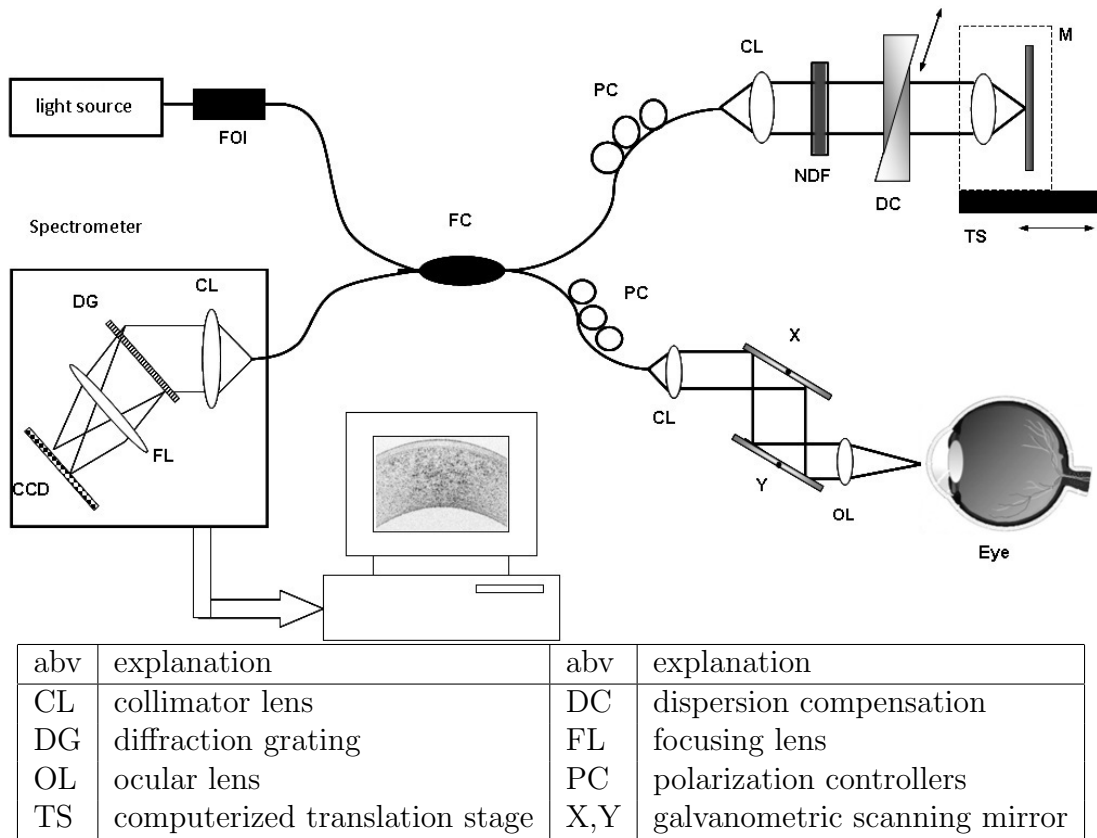 light source
FOI
PC
CL
NDF
DC
M
TS
FC
Spectrometer
DG
CL
FL
CCD
PC
CL
X
Y
OL
Eye
abv explanation abv explanation
CL collimator lens DC dispersion compensation
DG diffraction grating FL focusing lens
OL ocular lens PC polarization controllers
TS computerized translation stage X,Y galvanometric scanning mirror